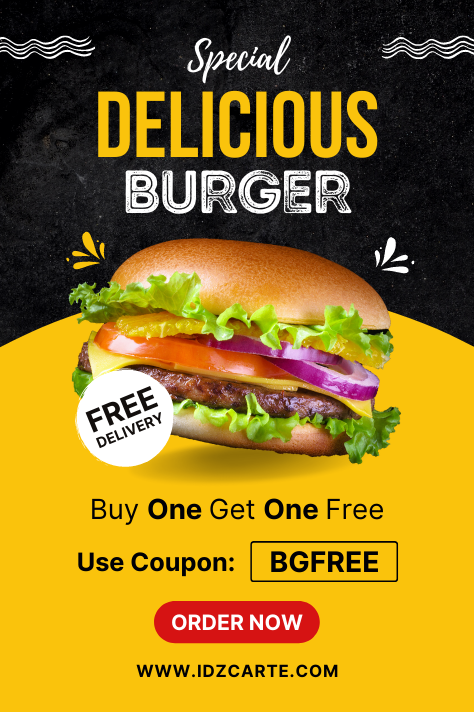 Special
DELICIOUS
BURGER
FREE
DELIVERY
Buy One Get One Free
Use Coupon: BGFREE
ORDER NOW
WWW.IDZCARTE.COM